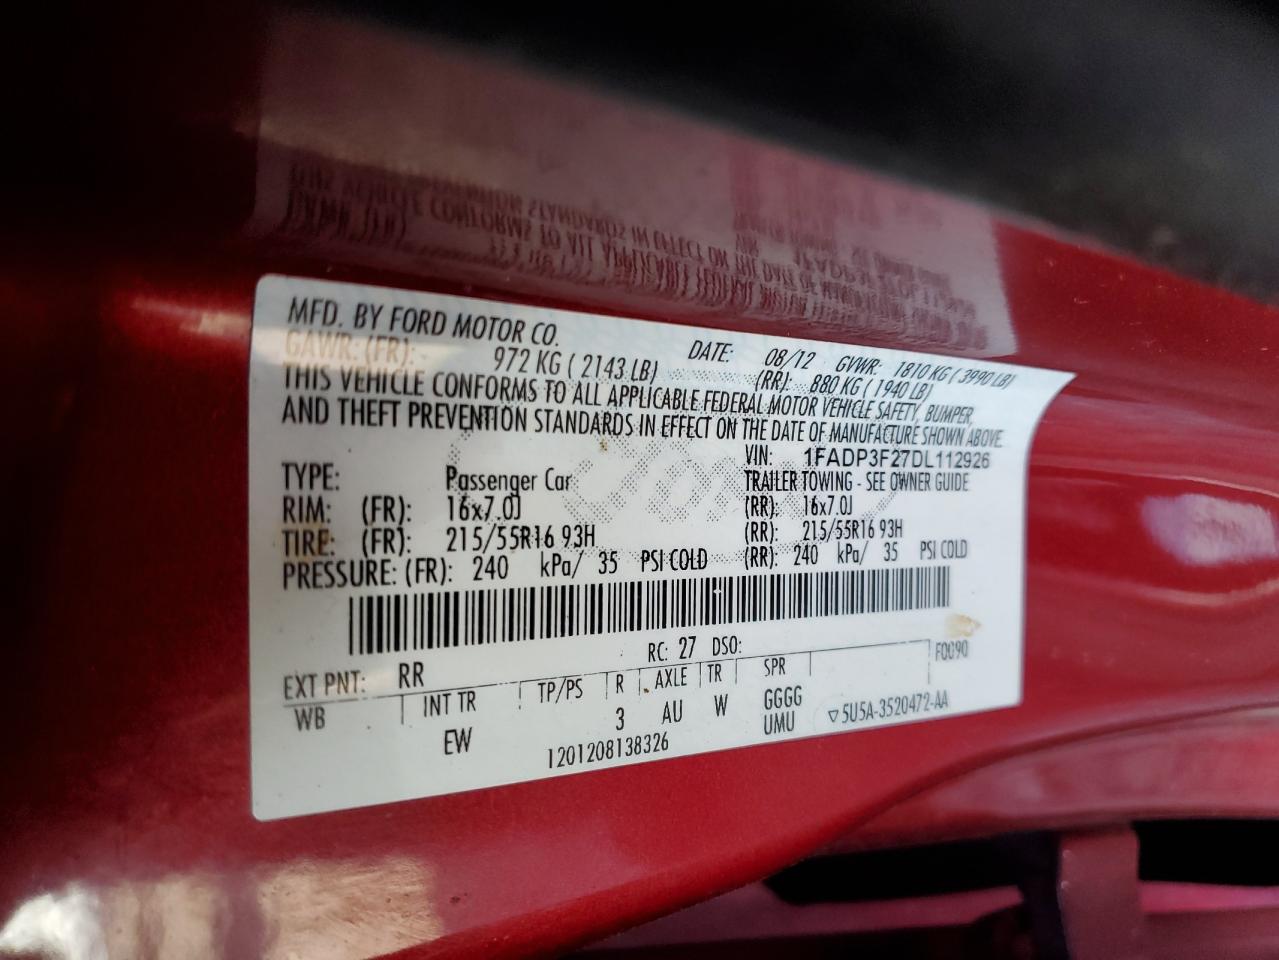 MFD. BY FORD MOTOR CO.
DATE: 08/12 GVWR: 1810 KG ( 3990 LB)
GAWR: (FR): 972 KG ( 2143 LB) (RR): 880 KG ( 1940 LB)
THIS VEHICLE CONFORMS TO ALL APPLICABLE FEDERAL MOTOR VEHICLE SAFETY, BUMPER,
AND THEFT PREVENTION STANDARDS IN EFFECT ON THE DATE OF MANUFACTURE SHOWN ABOVE.
VIN: 1FADP3F27DL112926
TYPE: Passenger Car TRAILER TOWING - SEE OWNER GUIDE
RIM: (FR): 16x7.0J (RR): 16x7.0J
TIRE: (FR): 215/55R16 93H (RR): 215/55R16 93H
PRESSURE: (FR): 240 kPa/ 35 PSI COLD (RR): 240 kPa/ 35 PSI COLD
EXT PNT: RR RC: 27 DSO: F0090
WB INT TR TP/PS R AXLE TR SPR
EW 3 AU W GGGG
UMU
1201208138326 ▽5U5A-3520472-AA